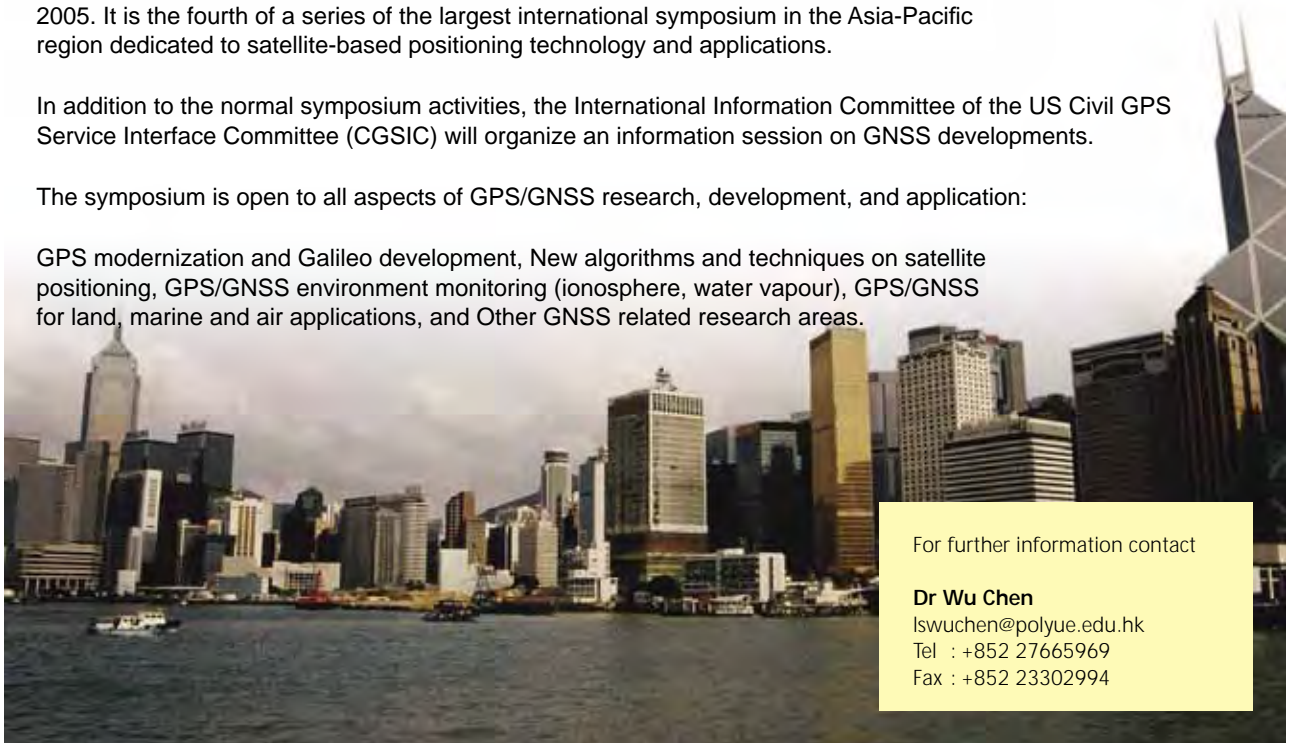 2005. It is the fourth of a series of the largest international symposium in the Asia-Pacific
region dedicated to satellite-based positioning technology and applications.
In addition to the normal symposium activities, the International Information Committee of the US Civil GPS
Service Interface Committee (CGSIC) will organize an information session on GNSS developments.
The symposium is open to all aspects of GPS/GNSS research, development, and application:
GPS modernization and Galileo development, New algorithms and techniques on satellite
positioning, GPS/GNSS environment monitoring (ionosphere, water vapour), GPS/GNSS
for land, marine and air applications, and Other GNSS related research areas.
For further information contact
Dr Wu Chen
lswuchen@polyue.edu.hk
Tel : +852 27665969
Fax : +852 23302994